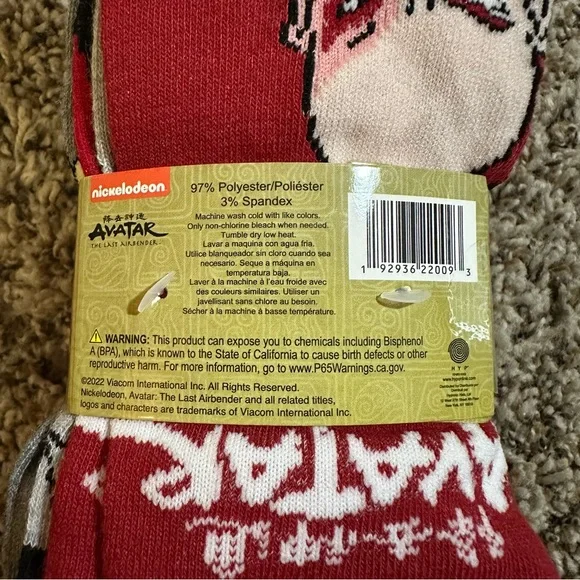 nickelodeon
AVATAR
THE LAST AIRBENDER
97% Polyester/Poliéster
3% Spandex
Machine wash cold with like colors.
Only non-chlorine bleach when needed.
Tumble dry low heat.
Lavar a maquina con agua fria.
Utilice blanqueador sin cloro cuando sea
necesario. Seque a máquina en
temperatura baja.
Laver à la machine à l'eau froide avec
des couleurs similaires. Utiliser un
javellisant sans chlore au besoin.
Sécher à la machine à basse température.
1 92936 22009 3
WARNING: This product can expose you to chemicals including Bisphenol
A (BPA), which is known to the State of California to cause birth defects or other
reproductive harm. For more information, go to www.P65Warnings.ca.gov.
©2022 Viacom International Inc. All Rights Reserved.
Nickelodeon, Avatar: The Last Airbender and all related titles,
logos and characters are trademarks of Viacom International Inc.
HYP
AVATAR